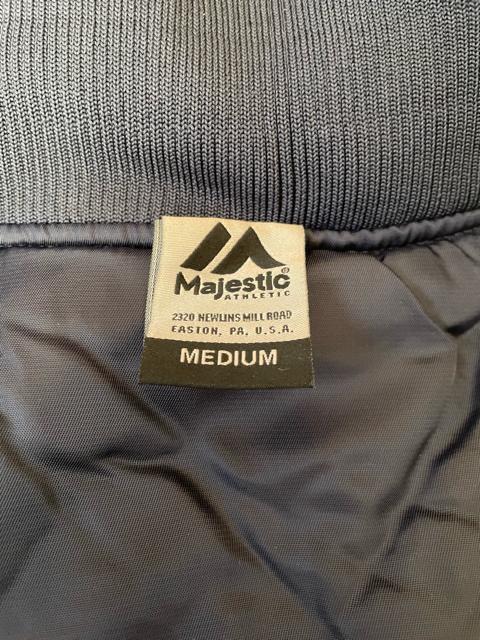 Majestic®
ATHLETIC
2320 NEWLINS MILL ROAD
EASTON, PA, U.S.A.
MEDIUM